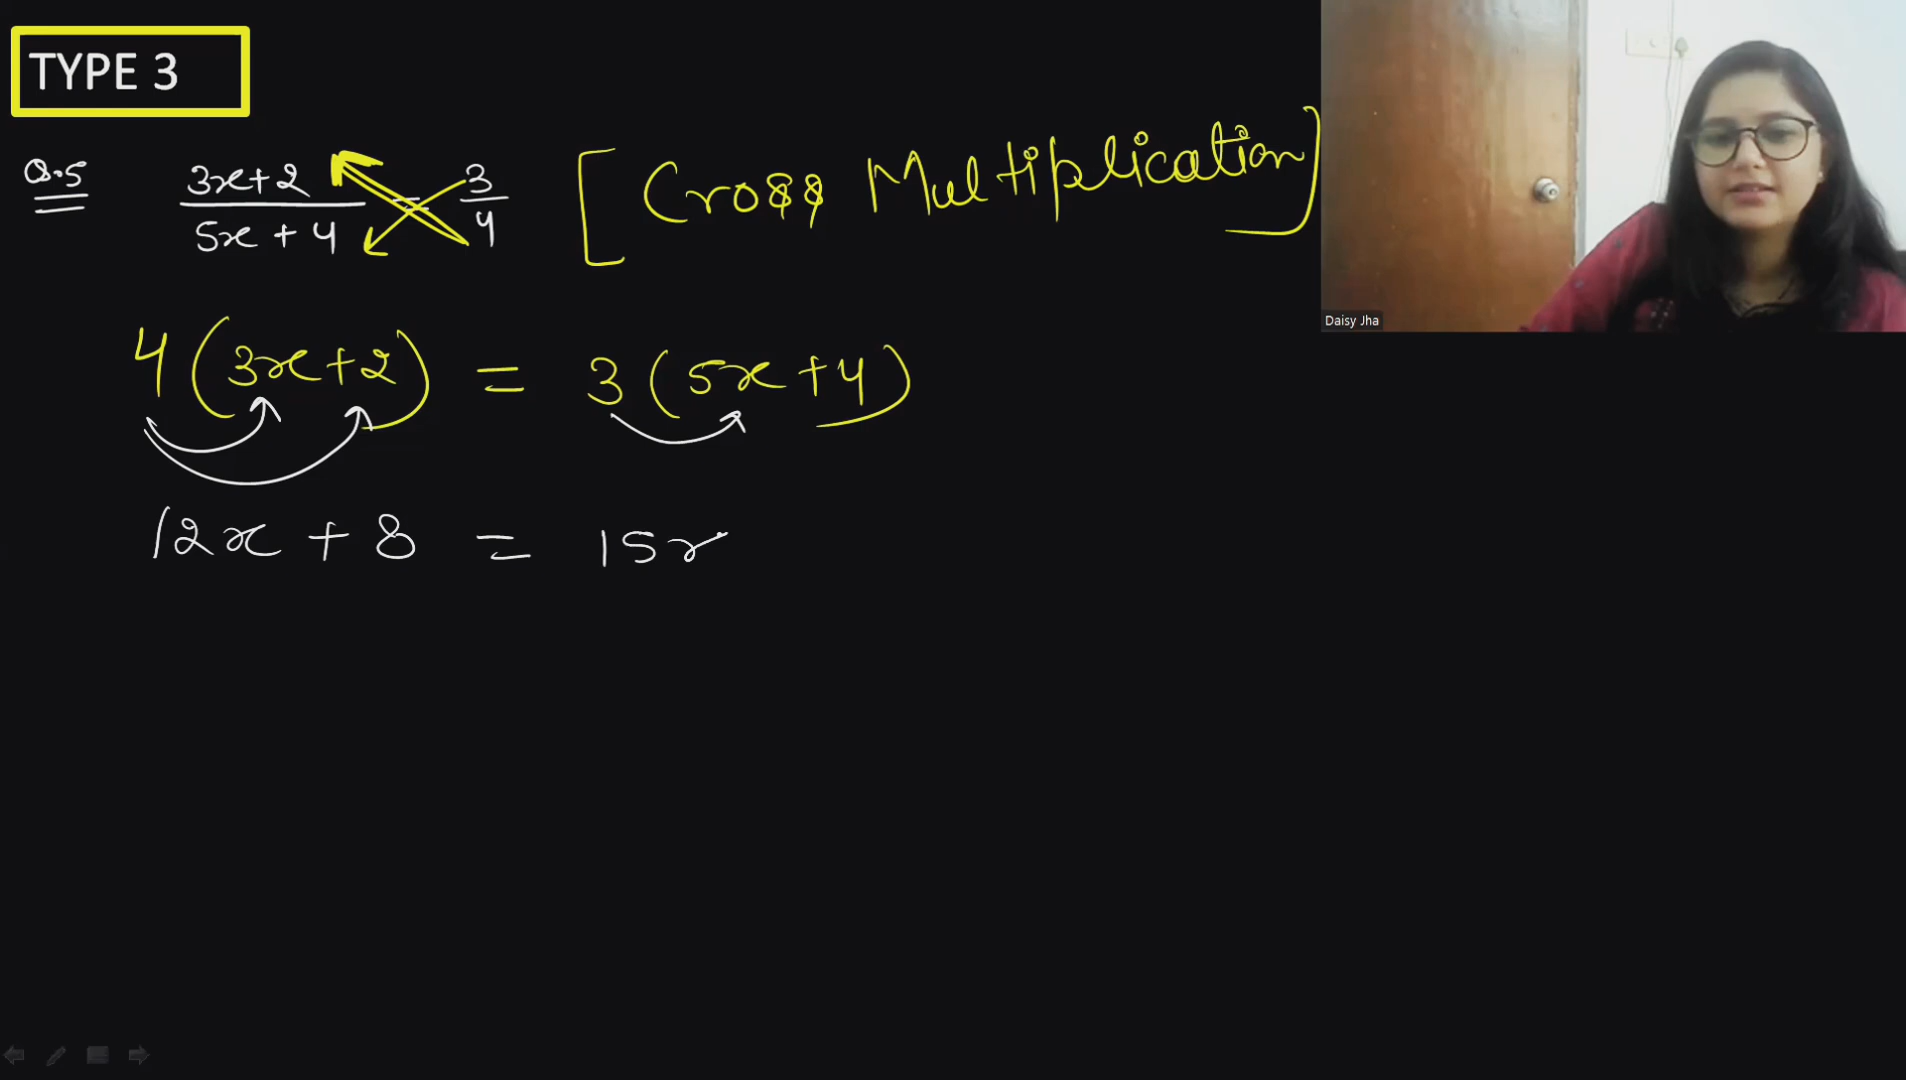 TYPE 3
Q.5 (3x+2)/(5x+4) = 3/4 [Cross Multiplication]
4(3x+2) = 3(5x+4)
12x + 8 = 15x
Daisy Jha